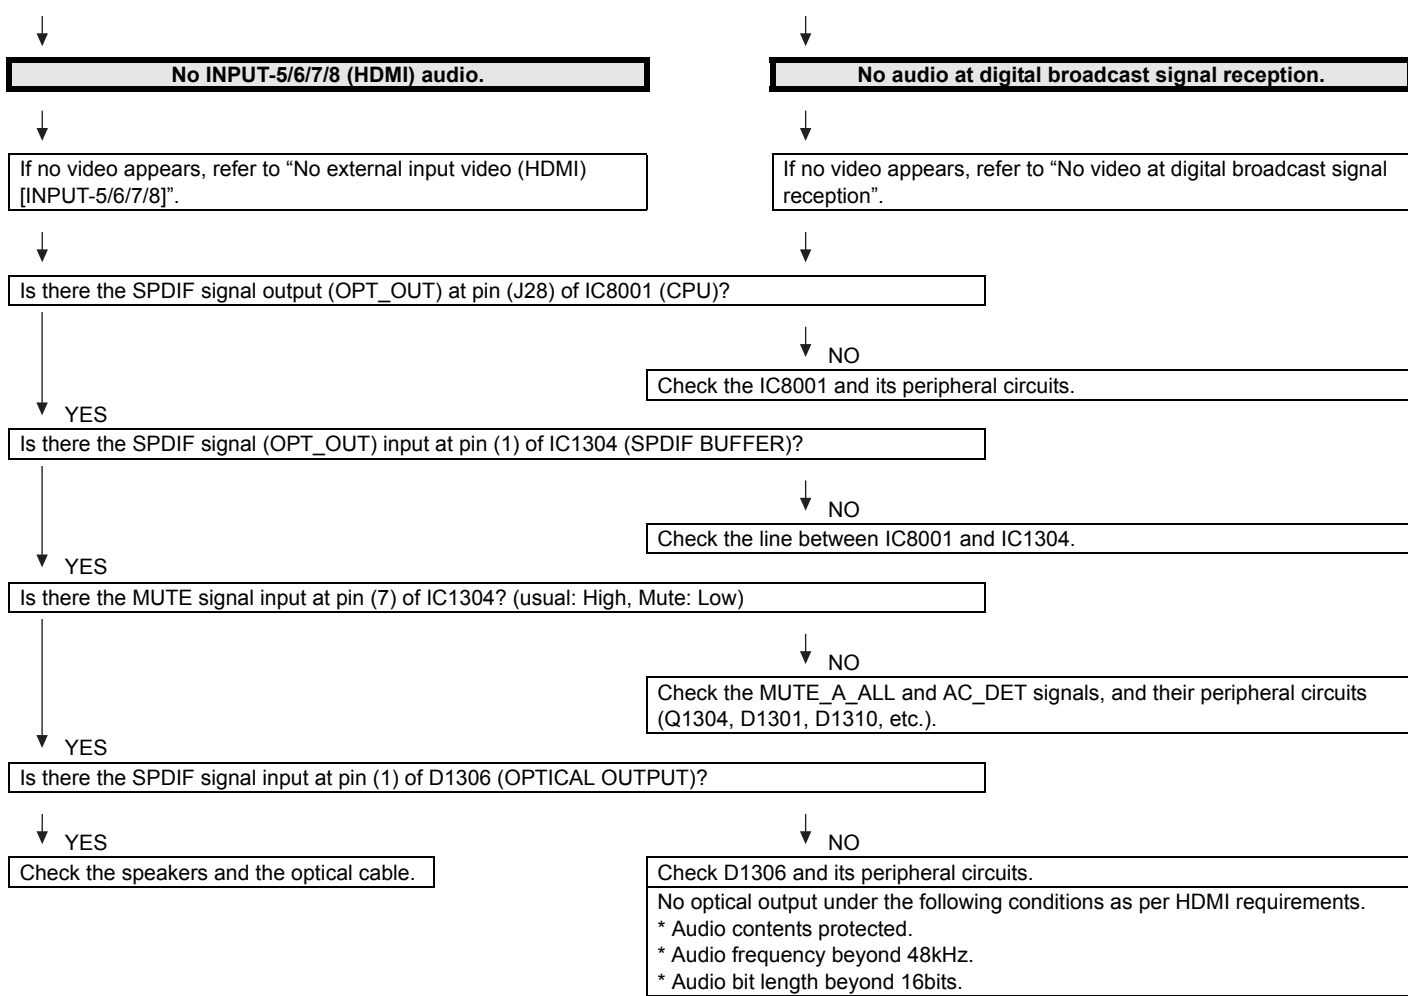 No INPUT-5/6/7/8 (HDMI) audio.
No audio at digital broadcast signal reception.
If no video appears, refer to “No external input video (HDMI)
[INPUT-5/6/7/8]”.
If no video appears, refer to “No video at digital broadcast signal
reception”.
Is there the SPDIF signal output (OPT_OUT) at pin (J28) of IC8001 (CPU)?
NO
Check the IC8001 and its peripheral circuits.
YES
Is there the SPDIF signal (OPT_OUT) input at pin (1) of IC1304 (SPDIF BUFFER)?
NO
Check the line between IC8001 and IC1304.
YES
Is there the MUTE signal input at pin (7) of IC1304? (usual: High, Mute: Low)
NO
Check the MUTE_A_ALL and AC_DET signals, and their peripheral circuits
(Q1304, D1301, D1310, etc.).
YES
Is there the SPDIF signal input at pin (1) of D1306 (OPTICAL OUTPUT)?
YES
Check the speakers and the optical cable.
NO
Check D1306 and its peripheral circuits.
No optical output under the following conditions as per HDMI requirements.
* Audio contents protected.
* Audio frequency beyond 48kHz.
* Audio bit length beyond 16bits.